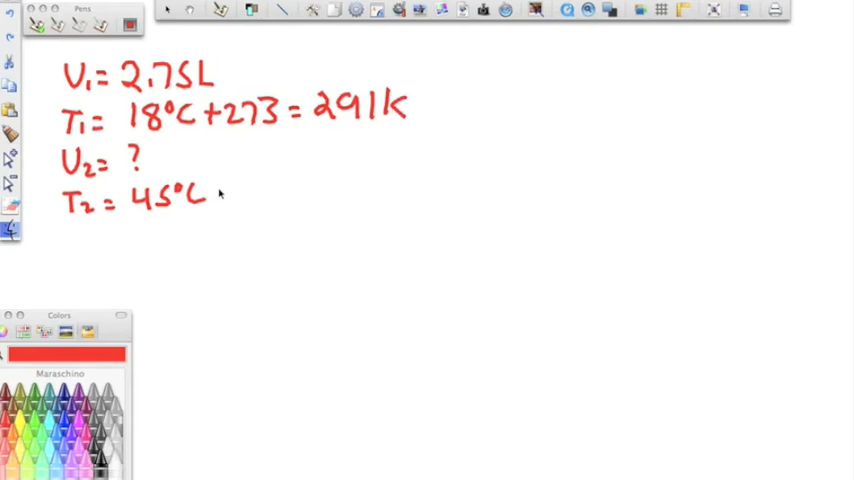 Pens
V₁= 2.75L
T₁= 18°C+273 = 291K
V₂= ?
T₂ = 45°C
Colors
Maraschino